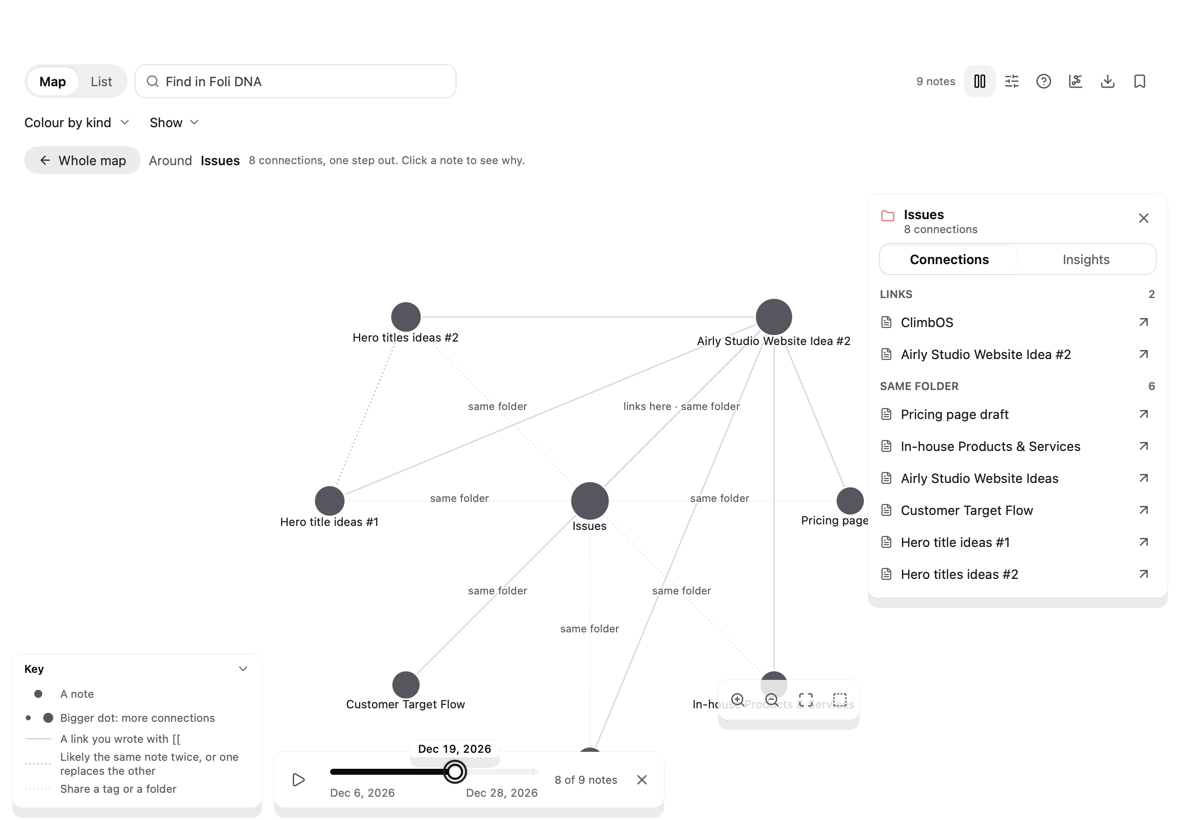 Map
List
Find in Foli DNA
9 notes
Colour by kind
Show
Whole map
Around Issues 8 connections, one step out. Click a note to see why.
Issues
8 connections
Connections
Insights
LINKS 2
ClimbOS
Airly Studio Website Idea #2
SAME FOLDER 6
Pricing page draft
In-house Products & Services
Airly Studio Website Ideas
Customer Target Flow
Hero title ideas #1
Hero titles ideas #2
Hero titles ideas #2
Airly Studio Website Idea #2
same folder
links here · same folder
same folder
same folder
Hero title ideas #1
Issues
Pricing page
same folder
same folder
same folder
Customer Target Flow
In-house Products & Services
Key
A note
Bigger dot: more connections
A link you wrote with [[
Likely the same note twice, or one
replaces the other
Share a tag or a folder
Dec 19, 2026
8 of 9 notes
Dec 6, 2026
Dec 28, 2026